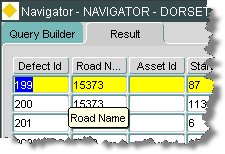 Navigator - NAVIGATOR - DORSET
Query Builder Result
Defect Id Road N... Asset Id Star
199 15373 87
200 15373 113
201 6
Road Name